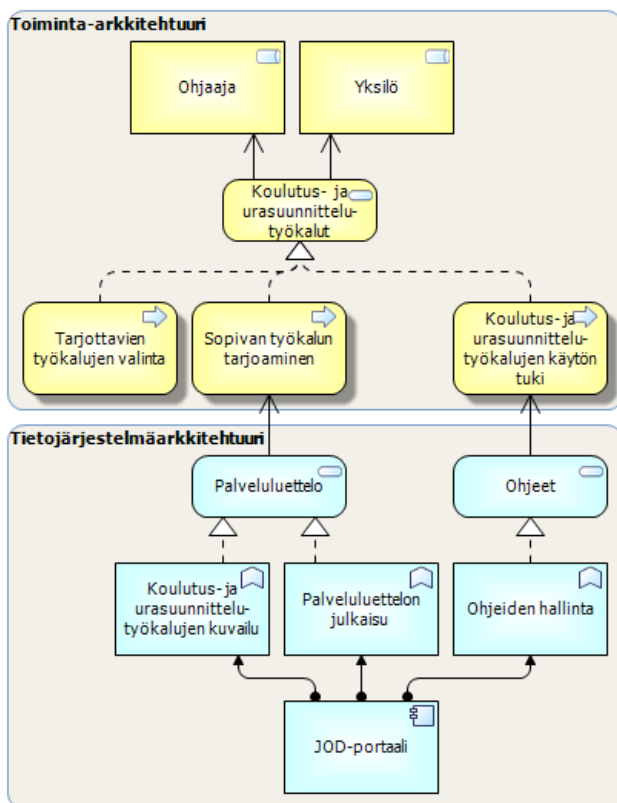 Toiminta-arkkitehtuuri
Ohjaaja
Yksilö
Koulutus- ja
urasuunnittelu-
työkalut
Tarjottavien
työkalujen valinta
Sopivan työkalun
tarjoaminen
Koulutus- ja
urasuunnittelu-
työkalujen käytön
tuki
Tietojärjestelmäarkkitehtuuri
Palveluluettelo
Ohjeet
Koulutus- ja
urasuunnittelu-
työkalujen kuvailu
Palveluluettelon
julkaisu
Ohjeiden hallinta
JOD-portaali